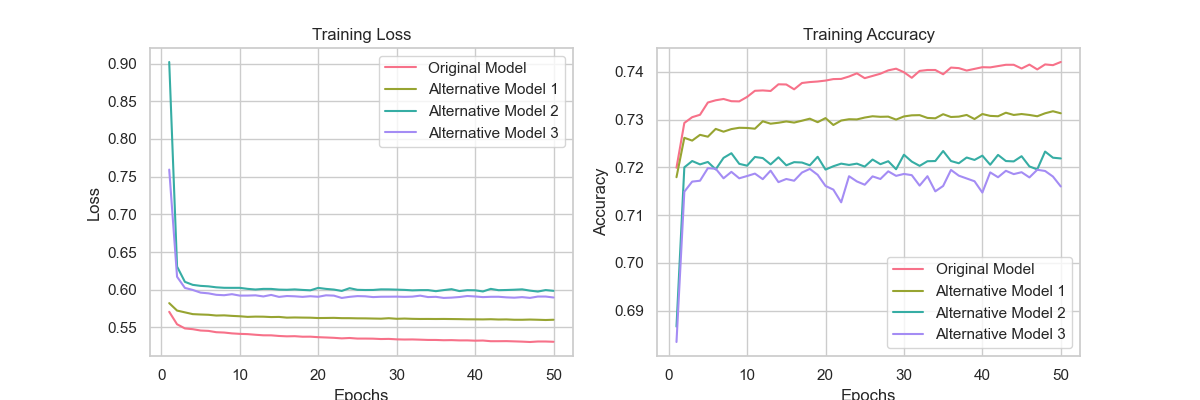 Training Loss
Loss
0.90
0.85
0.80
0.75
0.70
0.65
0.60
0.55
Original Model
Alternative Model 1
Alternative Model 2
Alternative Model 3
0
10
20
30
40
50
Epochs
Training Accuracy
Accuracy
0.74
0.73
0.72
0.71
0.70
0.69
Original Model
Alternative Model 1
Alternative Model 2
Alternative Model 3
0
10
20
30
40
50
Epochs